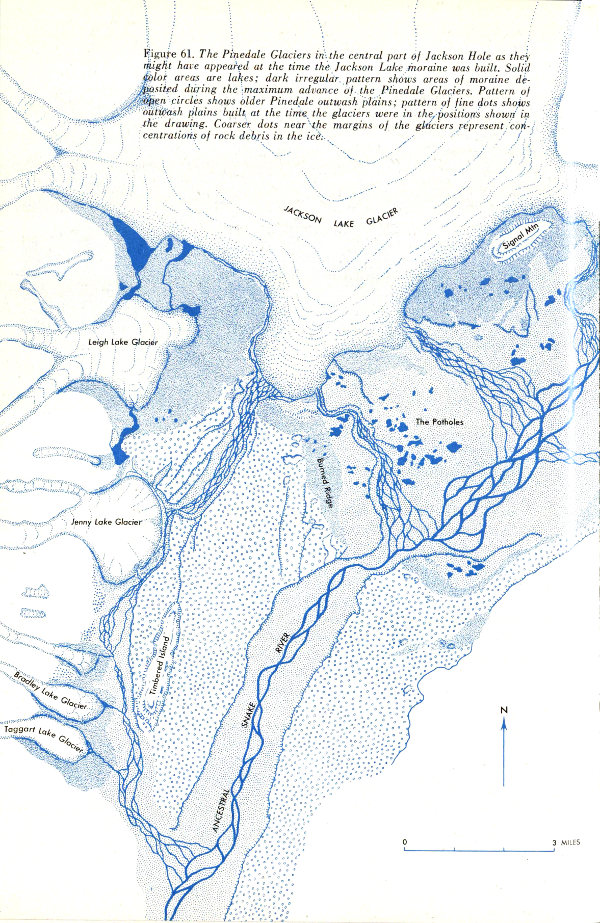 Figure 61. The Pinedale Glaciers in the central part of Jackson Hole as they
might have appeared at the time the Jackson Lake moraine was built. Solid
color areas are lakes; dark irregular pattern shows areas of moraine de-
posited during the maximum advance of the Pinedale Glaciers. Pattern of
open circles shows older Pinedale outwash plains; pattern of fine dots shows
outwash plains built at the time the glaciers were in the positions shown in
the drawing. Coarser dots near the margins of the glaciers represent con-
centrations of rock debris in the ice.
JACKSON LAKE GLACIER
Signal Mtn
Leigh Lake Glacier
The Potholes
Burned Ridge
Jenny Lake Glacier
Timbered Island
Bradley Lake Glacier
Taggart Lake Glacier
ANCESTRAL SNAKE RIVER
N
0 3 MILES